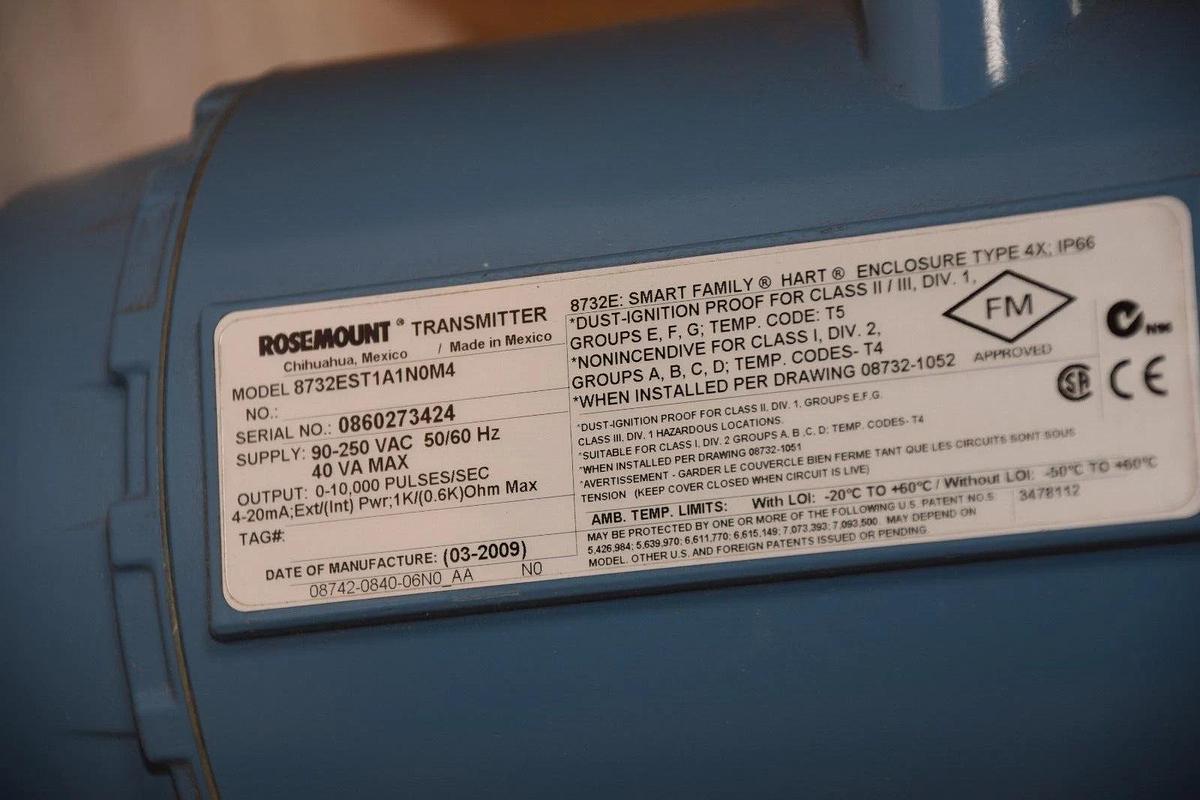 ROSEMOUNT ® TRANSMITTER
Chihuahua, Mexico / Made in Mexico
MODEL 8732EST1A1N0M4
NO.:
SERIAL NO.: 0860273424
SUPPLY: 90-250 VAC 50/60 Hz
40 VA MAX
OUTPUT: 0-10,000 PULSES/SEC
4-20mA;Ext/(Int) Pwr;1K/(0.6K)Ohm Max
TAG#:
DATE OF MANUFACTURE: (03-2009)
08742-0840-06N0_AA N0
8732E: SMART FAMILY ® HART ® ENCLOSURE TYPE 4X; IP66
*DUST-IGNITION PROOF FOR CLASS II / III, DIV. 1,
GROUPS E, F, G; TEMP. CODE: T5
*NONINCENDIVE FOR CLASS I, DIV. 2,
GROUPS A, B, C, D; TEMP. CODES- T4
*WHEN INSTALLED PER DRAWING 08732-1052
FM
APPROVED
*DUST-IGNITION PROOF FOR CLASS II, DIV. 1, GROUPS E,F,G.
CLASS III, DIV. 1 HAZARDOUS LOCATIONS.
*SUITABLE FOR CLASS I, DIV. 2 GROUPS A, B ,C, D; TEMP. CODES- T4
*WHEN INSTALLED PER DRAWING 08732-1051
*AVERTISSEMENT - GARDER LE COUVERCLE BIEN FERME TANT QUE LES CIRCUITS SONT SOUS
TENSION (KEEP COVER CLOSED WHEN CIRCUIT IS LIVE)
N96
SA
CE
AMB. TEMP. LIMITS: With LOI: -20°C TO +60°C / Without LOI: -50°C TO +60°C
MAY BE PROTECTED BY ONE OR MORE OF THE FOLLOWING U.S. PATENT NO.S 3478112
5,426,984; 5,639,970; 6,611,770; 6,615,149; 7,073,393; 7,093,500. MAY DEPEND ON
MODEL. OTHER U.S. AND FOREIGN PATENTS ISSUED OR PENDING.